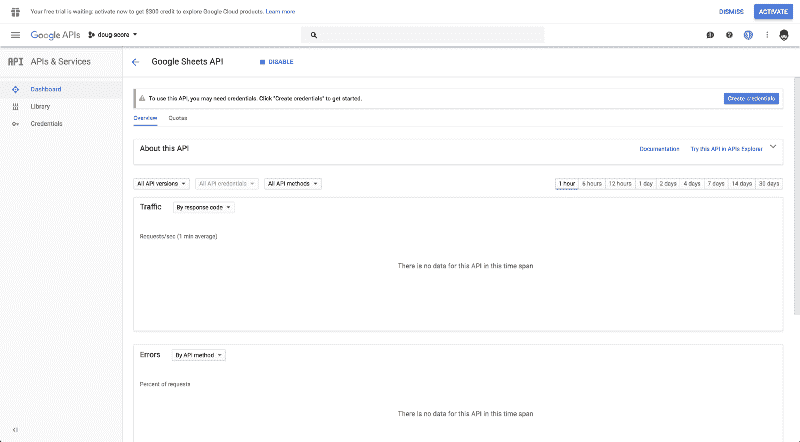 Your free trial is waiting: activate now to get $300 credit to explore Google Cloud products. Learn more
DISMISS
ACTIVATE
Google APIs
doug-score
API
APIs & Services
Google Sheets API
DISABLE
Dashboard
Library
Credentials
To use this API, you may need credentials. Click "Create credentials" to get started.
Create credentials
Overview
Quotas
About this API
Documentation
Try this API in APIs Explorer
All API versions
All API credentials
All API methods
1 hour
6 hours
12 hours
1 day
2 days
4 days
7 days
14 days
30 days
Traffic
By response code
Requests/sec (1 min average)
There is no data for this API in this time span
Errors
By API method
Percent of requests
There is no data for this API in this time span